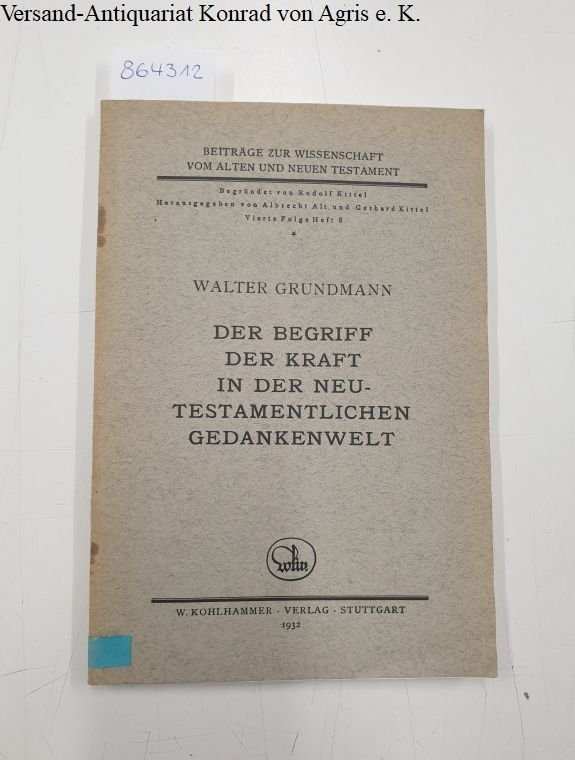 Versand-Antiquariat Konrad von Agris e. K.
864312
BEITRÄGE ZUR WISSENSCHAFT
VOM ALTEN UND NEUEN TESTAMENT
Begründet von Rudolf Kittel
Herausgegeben von Albrecht Alt und Gerhard Kittel
Vierte Folge Heft 8
*
WALTER GRUNDMANN
DER BEGRIFF
DER KRAFT
IN DER NEU-
TESTAMENTLICHEN
GEDANKENWELT
W. KOHLHAMMER · VERLAG · STUTTGART
1932